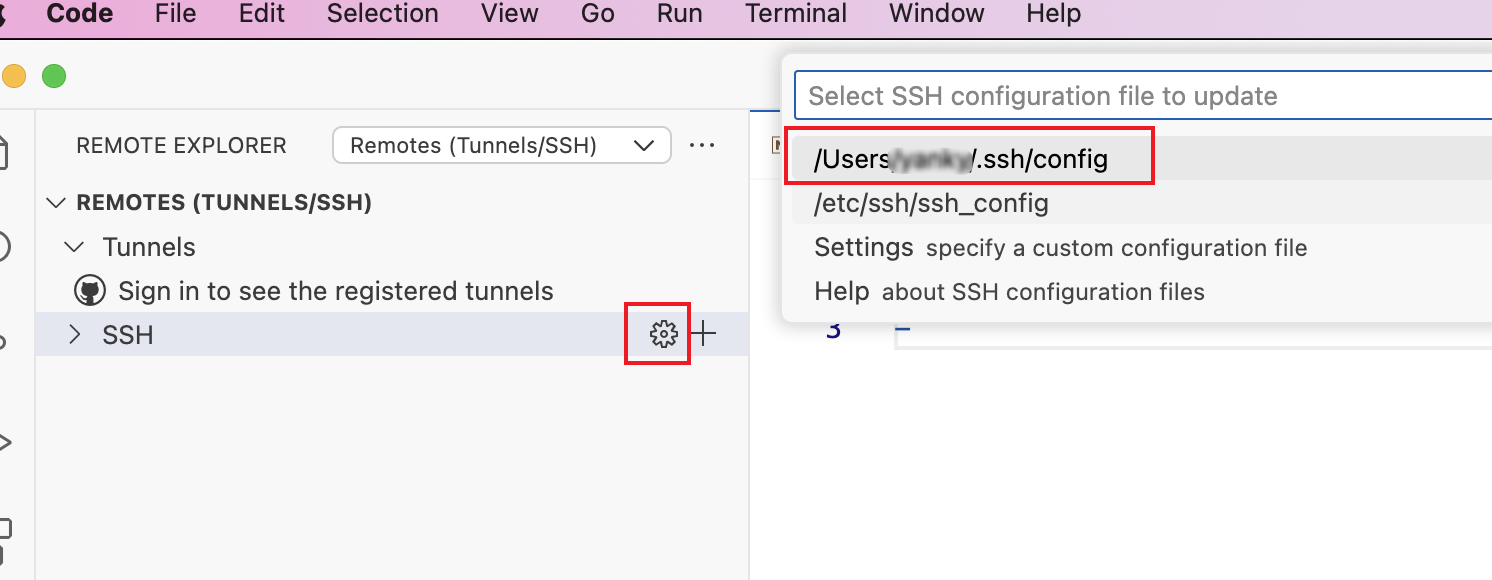 Code File Edit Selection View Go Run Terminal Window Help
Select SSH configuration file to update
REMOTE EXPLORER Remotes (Tunnels/SSH) ...
/Users/ /.ssh/config
REMOTES (TUNNELS/SSH)
/etc/ssh/ssh_config
Tunnels
Settings specify a custom configuration file
Sign in to see the registered tunnels
Help about SSH configuration files
SSH
3